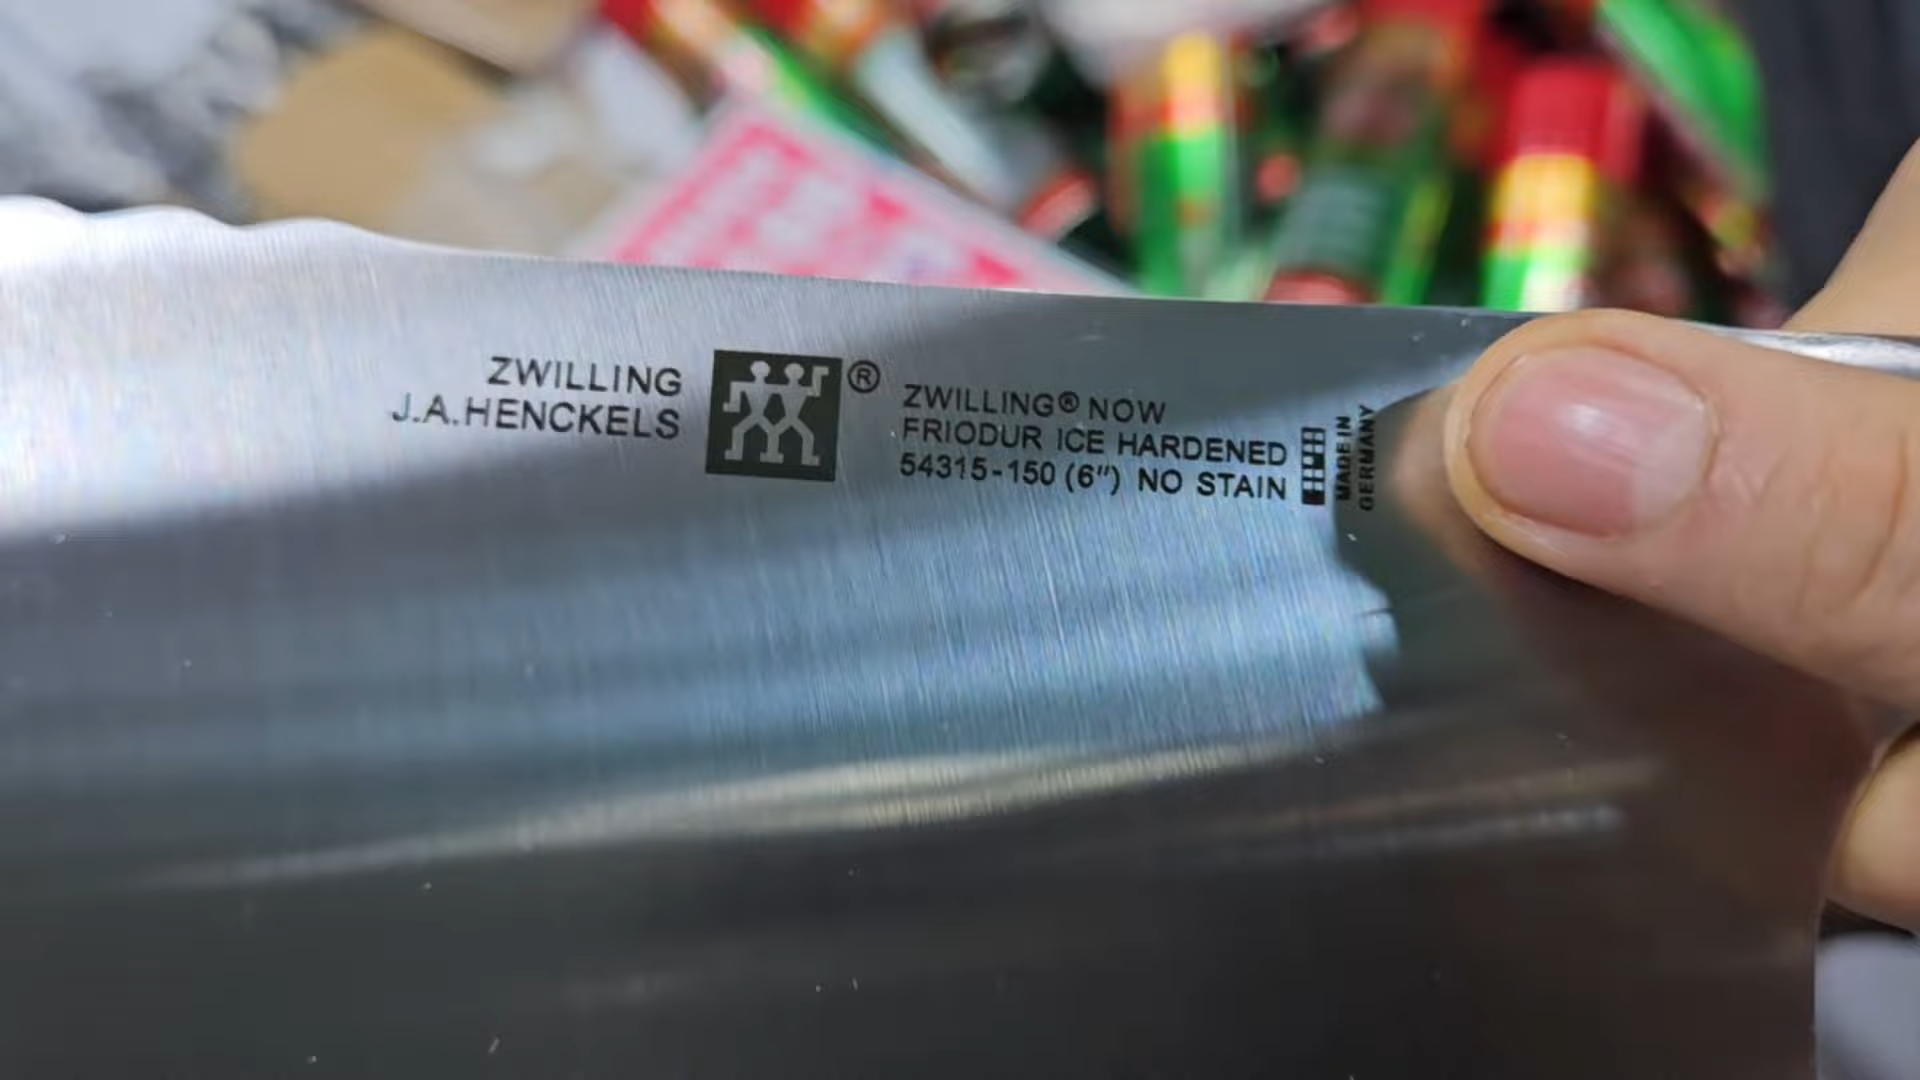 ZWILLING
J.A.HENCKELS
®
ZWILLING® NOW
FRIODUR ICE HARDENED
54315-150 (6") NO STAIN
MADE IN
GERMANY